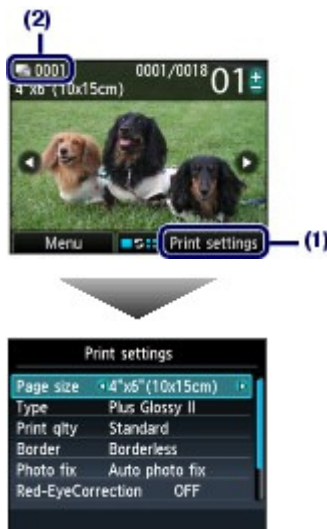 (2)
0001
0001/0018 01
4"x6"(10x15cm)
Menu
Print settings
(1)
Print settings
Page size 4"x6"(10x15cm)
Type Plus Glossy II
Print qlty Standard
Border Borderless
Photo fix Auto photo fix
Red-EyeCorrection OFF